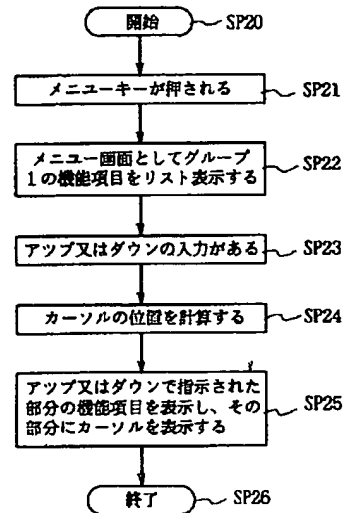 開始 SP20
メニユーキーが押される SP21
メニュー画面としてグループ
1の機能項目をリスト表示する SP22
アツプ又はダウンの入力がある SP23
カーソルの位置を計算する SP24
アツプ又はダウンで指示された
部分の機能項目を表示し、その
部分にカーソルを表示する SP25
終了 SP26